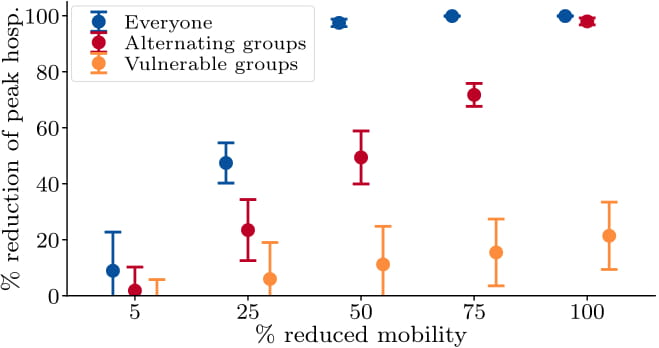 % reduction of peak hosp.
100
80
60
40
20
0
Everyone
Alternating groups
Vulnerable groups
5 25 50 75 100
% reduced mobility